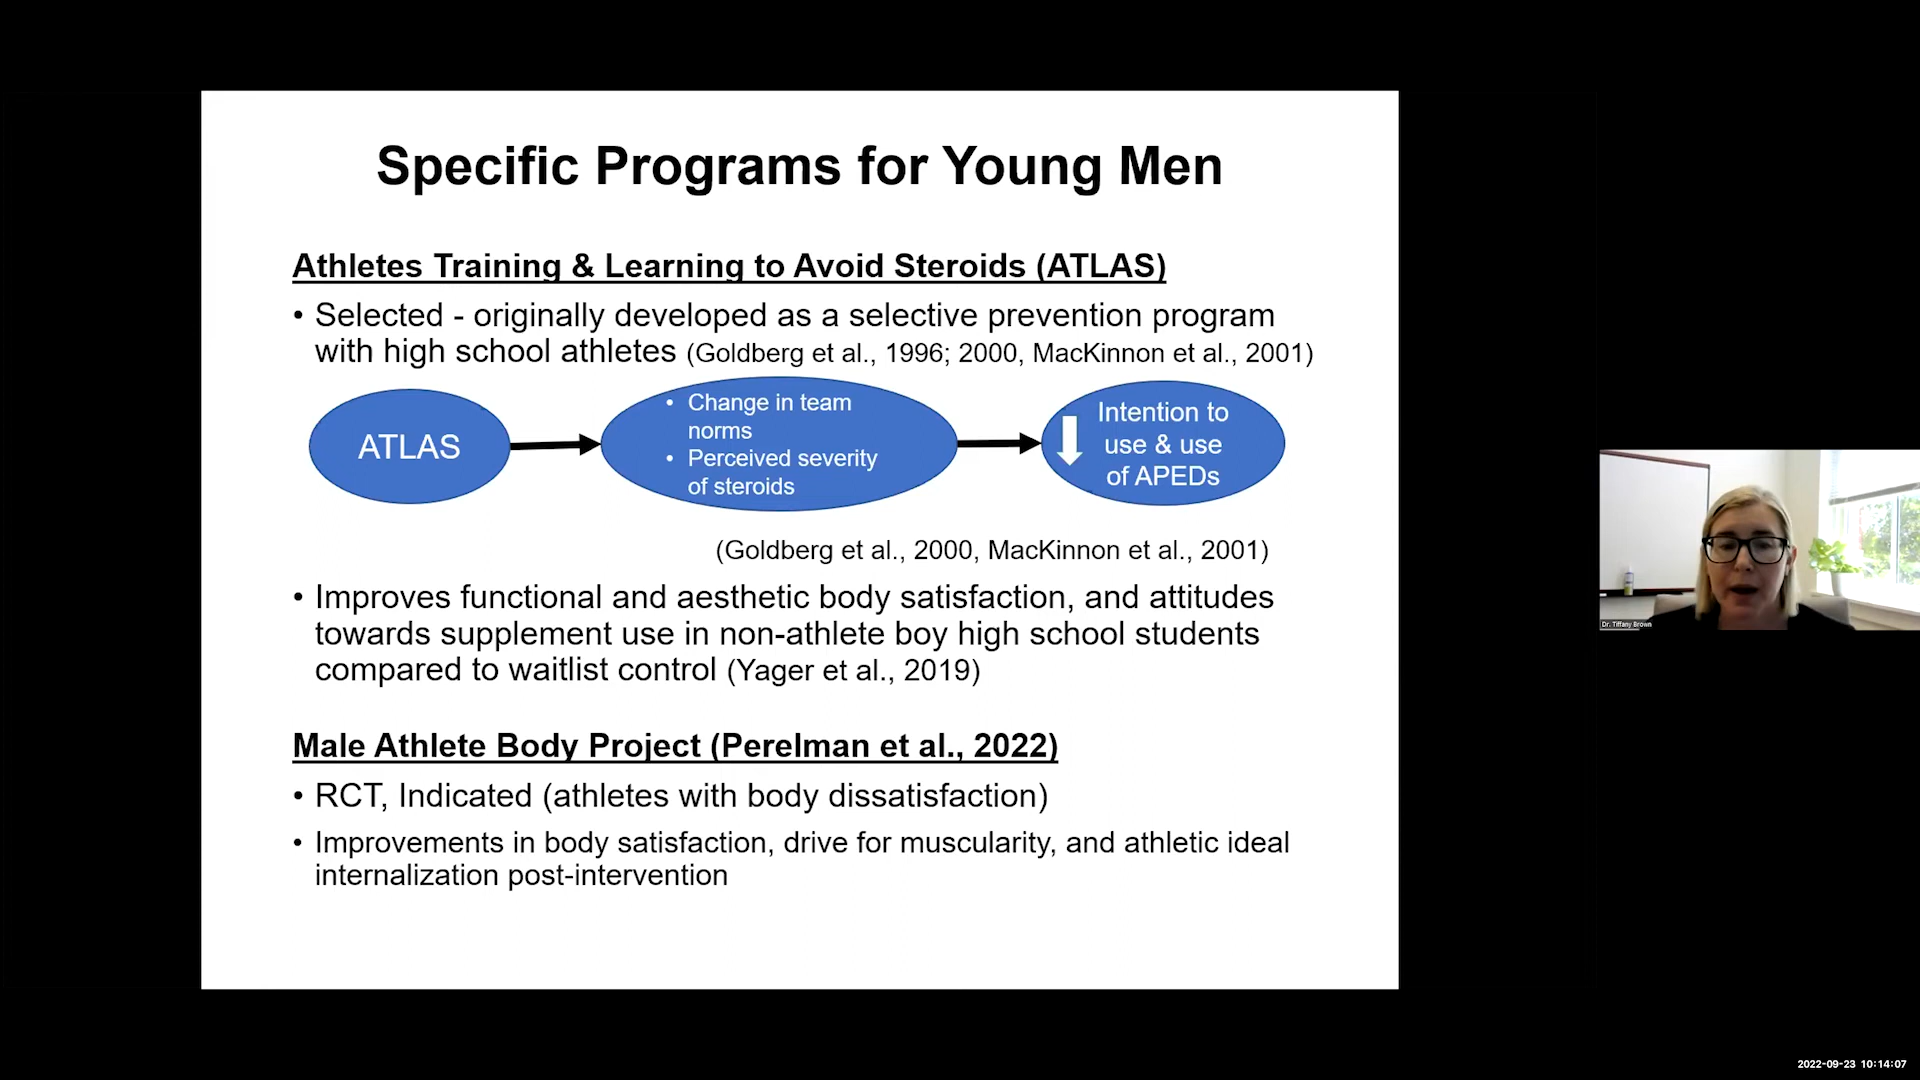 Specific Programs for Young Men
Athletes Training & Learning to Avoid Steroids (ATLAS)
• Selected - originally developed as a selective prevention program
with high school athletes (Goldberg et al., 1996; 2000, MacKinnon et al., 2001)
ATLAS
• Change in team
norms
• Perceived severity
of steroids
Intention to
use & use
of APEDs
(Goldberg et al., 2000, MacKinnon et al., 2001)
• Improves functional and aesthetic body satisfaction, and attitudes
towards supplement use in non-athlete boy high school students
compared to waitlist control (Yager et al., 2019)
Male Athlete Body Project (Perelman et al., 2022)
• RCT, Indicated (athletes with body dissatisfaction)
• Improvements in body satisfaction, drive for muscularity, and athletic ideal
internalization post-intervention
Dr. Tiffany Brown
2022-09-23 10:14:07